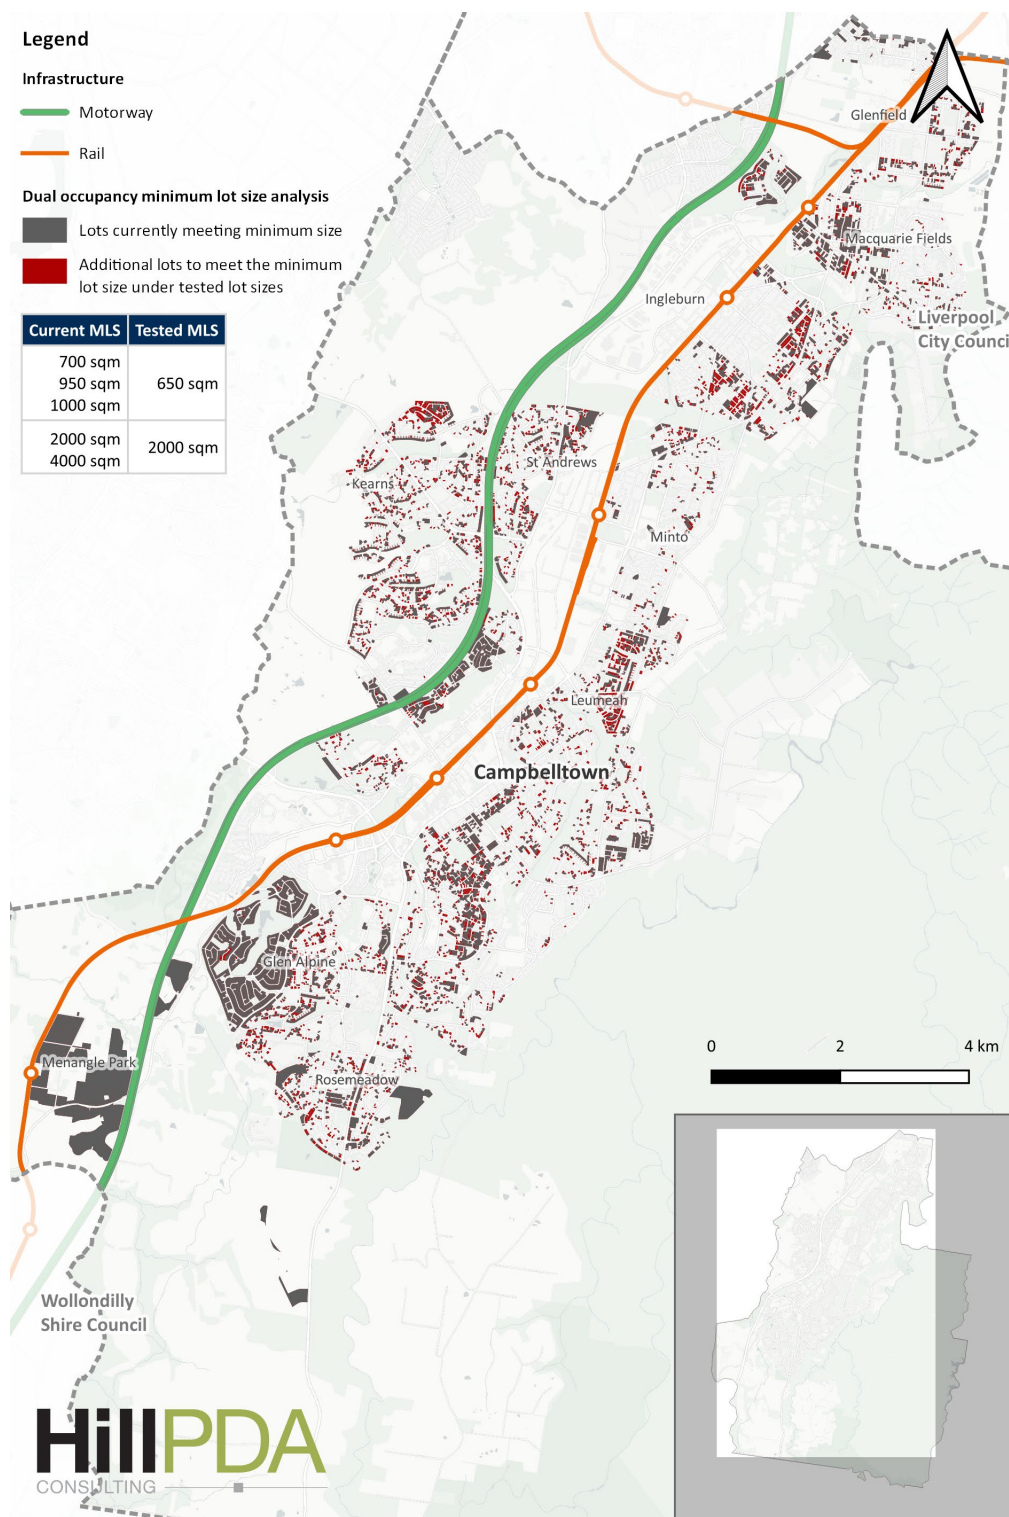 Legend
Infrastructure
Motorway
Rail
Dual occupancy minimum lot size analysis
Lots currently meeting minimum size
Additional lots to meet the minimum
lot size under tested lot sizes
Current MLS Tested MLS
700 sqm
950 sqm
1000 sqm
650 sqm
2000 sqm
4000 sqm
2000 sqm
Glenfield
Macquarie Fields
Ingleburn
Liverpool
City Counci
St Andrews
Kearns
Minto
Leumeah
Campbelltown
Glen Alpine
Menangle Park
Rosemeadow
0 2 4 km
Wollondilly
Shire Council
HillPDA
CONSULTING